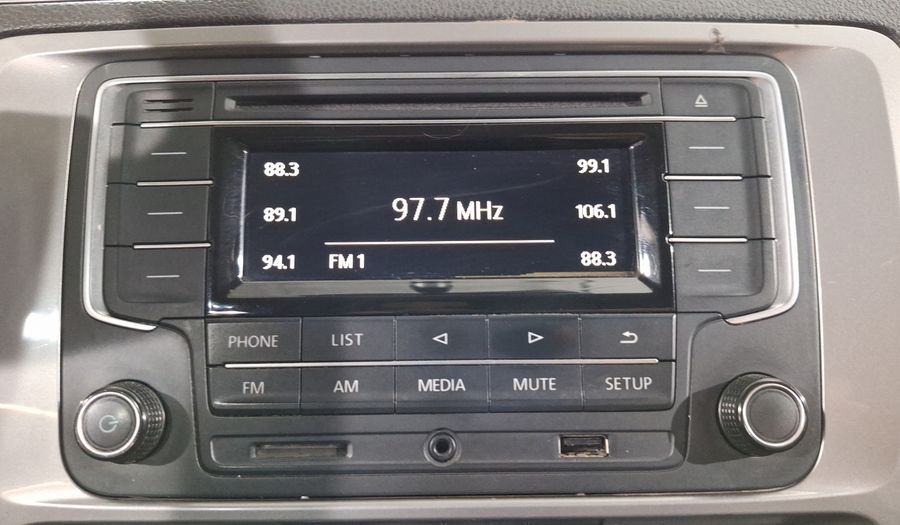 88.3 99.1
97.7 MHz
89.1 106.1
94.1 FM 1 88.3
PHONE LIST
FM AM MEDIA MUTE SETUP